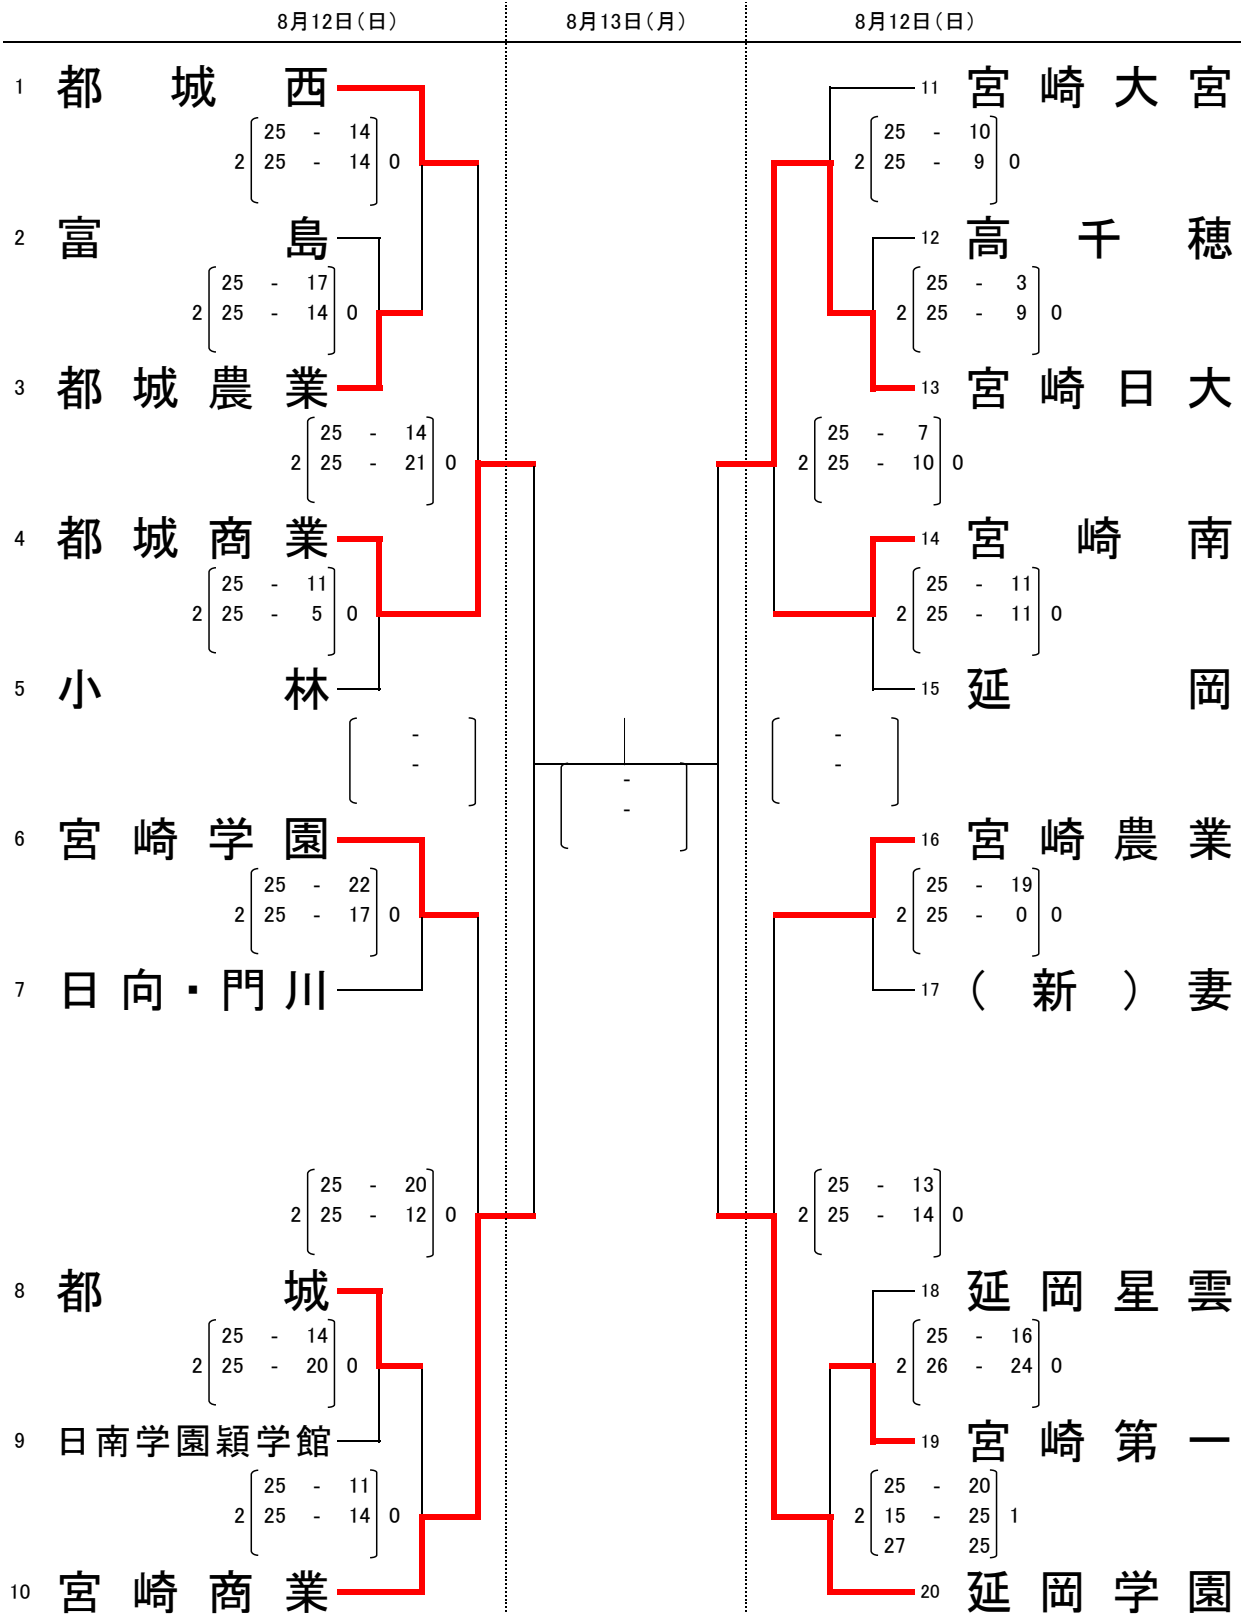 8月12日(日) 8月13日(月) 8月12日(日)
1 都城西 11 宮崎大宮
25 - 14 25 - 10
2 25 - 14 0 2 25 - 9 0
2 富島 12 高千穂
25 - 17 25 - 3
2 25 - 14 0 2 25 - 9 0
3 都城農業 13 宮崎日大
25 - 14 25 - 7
2 25 - 21 0 2 25 - 10 0
4 都城商業 14 宮崎南
25 - 11 25 - 11
2 25 - 5 0 2 25 - 11 0
5 小林 15 延岡
- -
- -
-
-
6 宮崎学園 16 宮崎農業
25 - 22 25 - 19
2 25 - 17 0 2 25 - 0 0
7 日向・門川 17 (新)妻
25 - 20 25 - 13
2 25 - 12 0 2 25 - 14 0
8 都城 18 延岡星雲
25 - 14 25 - 16
2 25 - 20 0 2 26 - 24 0
9 日南学園穎学館 19 宮崎第一
25 - 11 25 - 20
2 25 - 14 0 2 15 - 25 1
27 25
10 宮崎商業 20 延岡学園